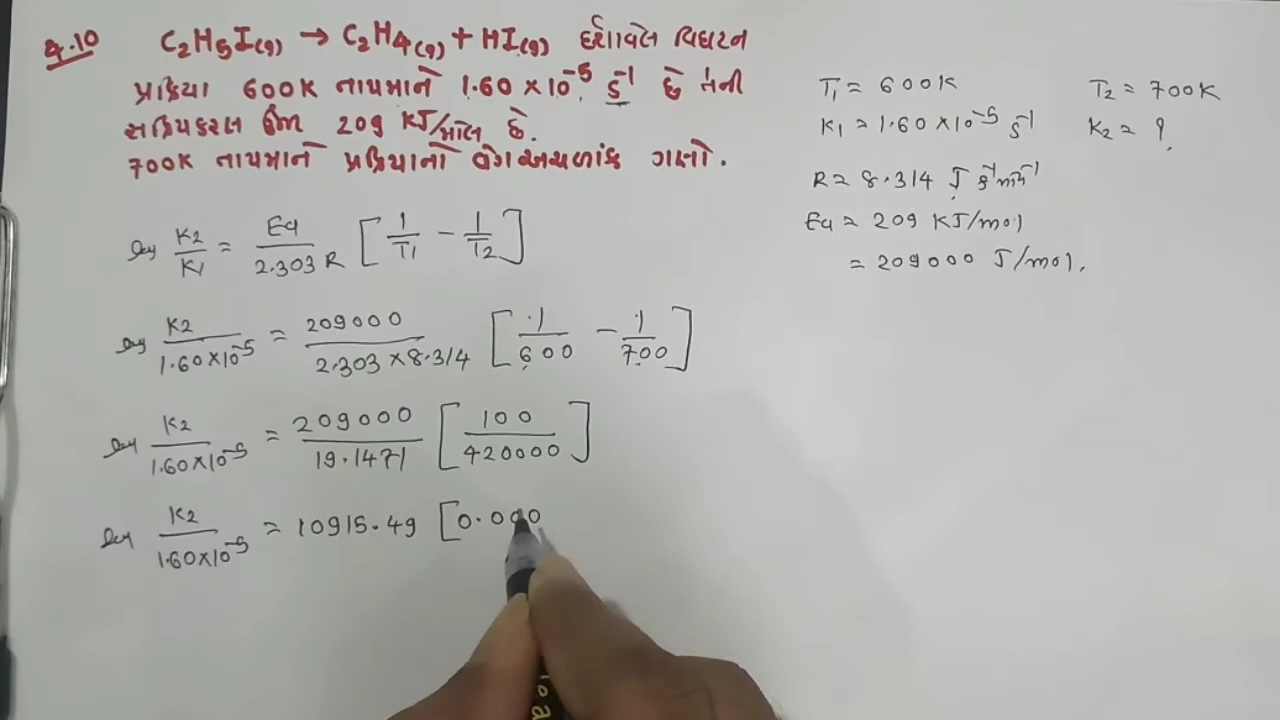 4.10 C₂H₅I(g) → C₂H₄(g) + HI(g) દર્શાવેલ વિઘટન
પ્રક્રિયા 600K તાપમાને 1.60 × 10⁻⁵ s⁻¹ છે તેની
સક્રિયકરણ ઊર્જા 209 KJ/મોલ છે.
700K તાપમાને પ્રક્રિયાનો વેગઅચળાંક ગણો.
T₁ = 600K T₂ = 700K
K₁ = 1.60 × 10⁻⁵ s⁻¹ K₂ = ?
R = 8.314 J
Ea = 209 KJ/mol
= 209000 J/mol.
log K₂/K₁ = Ea/2.303 R [1/T₁ − 1/T₂]
log K₂/1.60×10⁻⁵ = 209000/2.303×8.314 [1/600 − 1/700]
log K₂/1.60×10⁻⁵ = 209000/19.1471 [100/420000]
log K₂/1.60×10⁻⁵ = 10915.49 [0.000